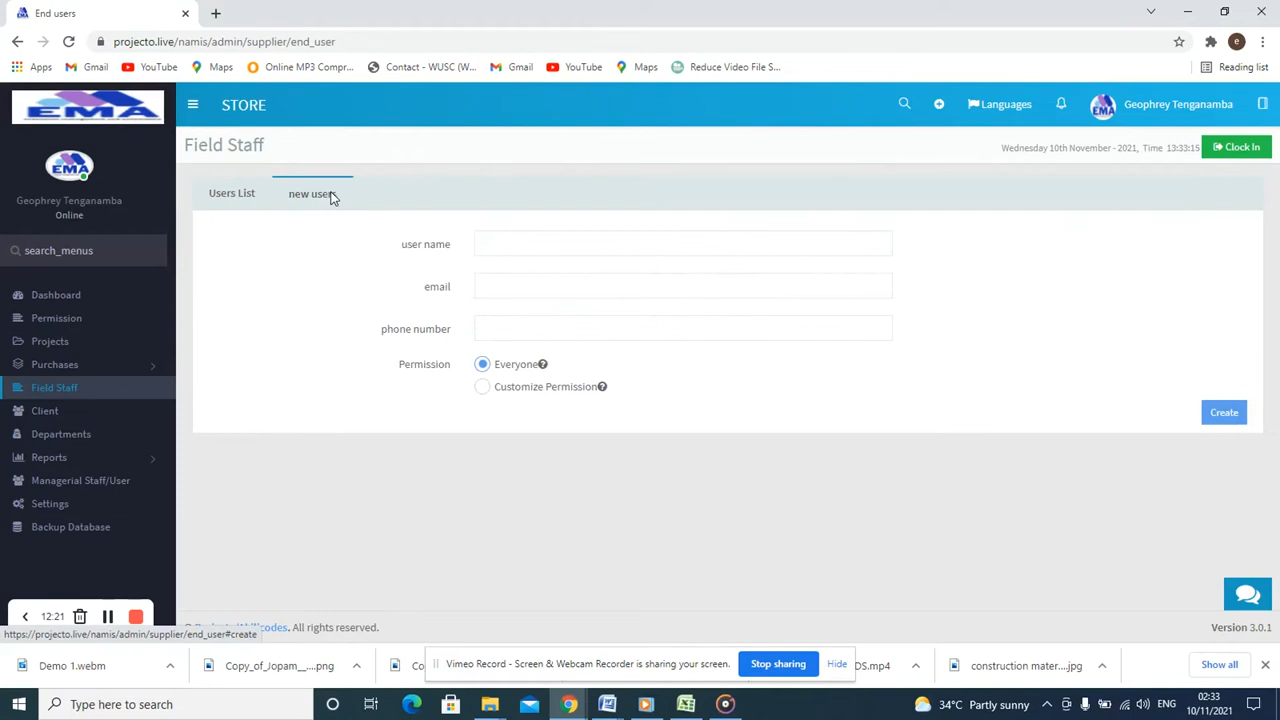 End users
projecto.live/namis/admin/supplier/end_user
Apps Gmail YouTube Maps Online MP3 Compr... Contact - WUSC (W... Gmail YouTube Maps Reduce Video File S... Reading list
EMA STORE Languages EMA Geophrey Tenganamba
Field Staff Wednesday 10th November - 2021, Time 13:33:15 Clock In
EMA
Geophrey Tenganamba
Online
search_menus
Dashboard
Permission
Projects
Purchases
Field Staff
Client
Departments
Reports
Managerial Staff/User
Settings
Backup Database
Users List new users
user name
email
phone number
Permission Everyone
Customize Permission
Create
12:21
All rights reserved. Version 3.0.1
https://projecto.live/namis/admin/supplier/end_user#create
Demo 1.webm Copy_of_Jopam__....png Vimeo Record - Screen & Webcam Recorder is sharing your screen. Stop sharing Hide DS.mp4 construction mater....jpg Show all
Type here to search 34°C Partly sunny ENG 02:33
10/11/2021